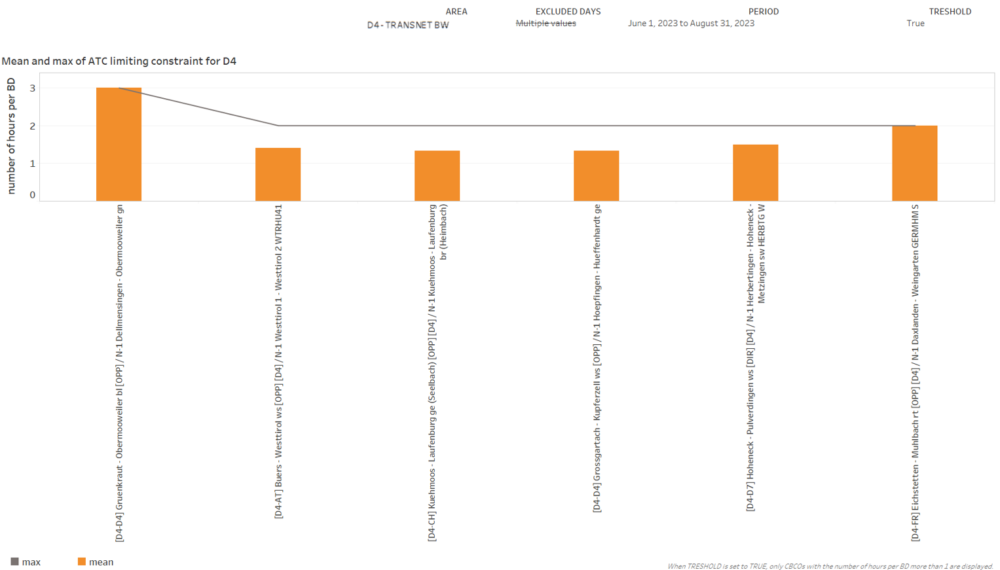 AREA EXCLUDED DAYS PERIOD TRESHOLD
D4 - TRANSNET BW Multiple values June 1, 2023 to August 31, 2023 True
Mean and max of ATC limiting constraint for D4
number of hours per BD
3
2
1
0
[D4-D4] Gruenkraut - Obermooweiler bl [OPP] / N-1 Dellmensingen - Obermooweiler gn
[D4-AT] Buers - Westtirol ws [OPP] [D4] / N-1 Westtirol 1 - Westtirol 2 WTRHU41
[D4-CH] Kuehmoos - Laufenburg ge (Seelbach) [OPP] [D4] / N-1 Kuehmoos - Laufenburg
br (Heimbach)
[D4-D4] Grossgartach - Kupferzell ws [OPP] / N-1 Hoepfingen - Hueffenhardt ge
[D4-D7] Hoheneck - Pulverdingen ws [DIR] [D4] / N-1 Herbertingen - Hoheneck -
Metzingen sw HERBTG W
[D4-FR] Eichstetten - Muhlbach rt [OPP] [D4] / N-1 Daxlanden - Weingarten GERMHM S
max mean
When TRESHOLD is set to TRUE, only CBCOs with the number of hours per BD more than 1 are displayed.